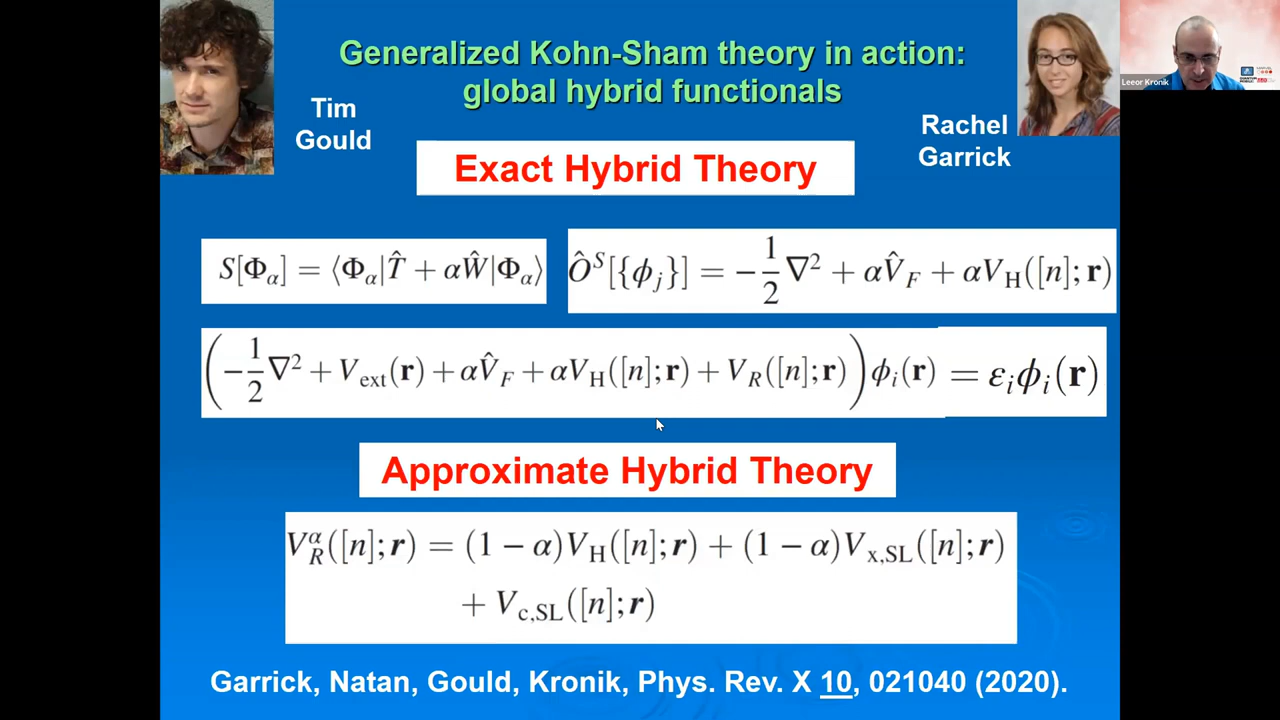 Generalized Kohn-Sham theory in action:
global hybrid functionals
Tim
Gould
Rachel
Garrick
Leeor Kronik
Exact Hybrid Theory
S[Φ_α] = ⟨Φ_α|T̂ + αŴ|Φ_α⟩
Ô^S[{ϕ_j}] = −1/2 ∇² + αV̂_F + αV_H([n];r)
(−1/2 ∇² + V_ext(r) + αV̂_F + αV_H([n];r) + V_R([n];r)) ϕ_i(r) = ε_iϕ_i(r)
Approximate Hybrid Theory
V_R^α([n];r) = (1 − α)V_H([n];r) + (1 − α)V_x,SL([n];r)
+ V_c,SL([n];r)
Garrick, Natan, Gould, Kronik, Phys. Rev. X 10, 021040 (2020).